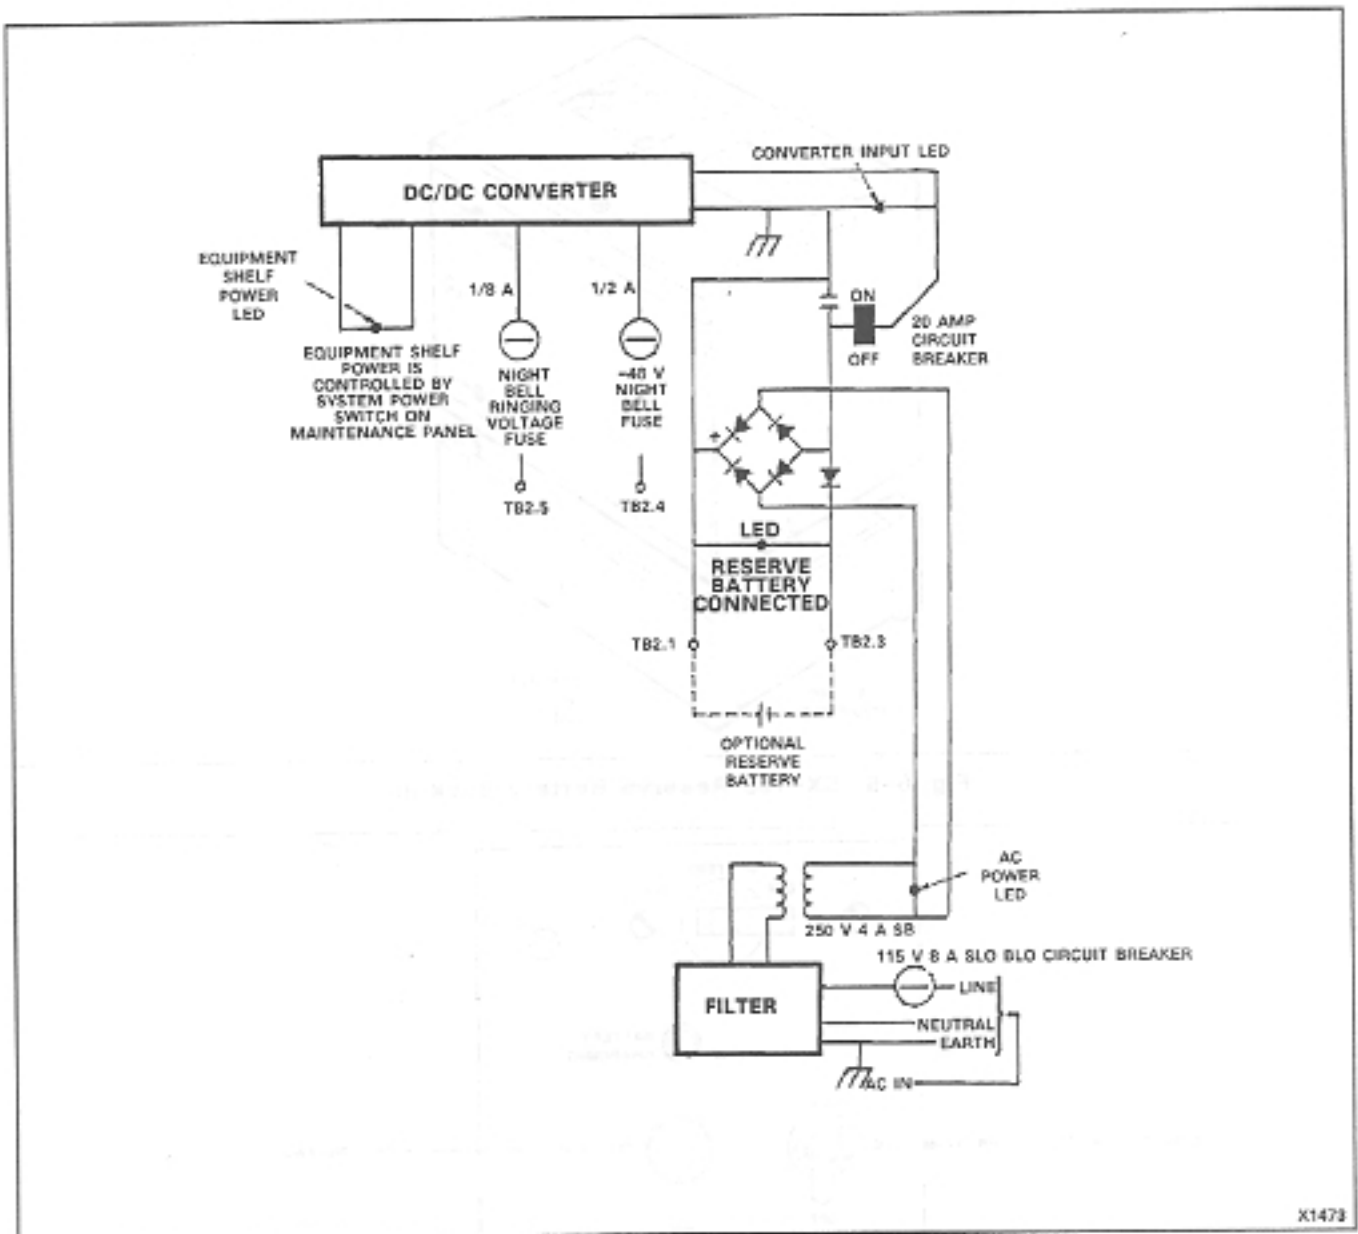 CONVERTER INPUT LED
DC/DC CONVERTER
EQUIPMENT
SHELF
POWER
LED
1/8 A
1/2 A
ON
OFF
20 AMP
CIRCUIT
BREAKER
EQUIPMENT SHELF
POWER IS
CONTROLLED BY
SYSTEM POWER
SWITCH ON
MAINTENANCE PANEL
NIGHT
BELL
RINGING
VOLTAGE
FUSE
-48 V
NIGHT
BELL
FUSE
+
TB2.5
TB2.4
LED
RESERVE
BATTERY
CONNECTED
TB2.1
TB2.3
OPTIONAL
RESERVE
BATTERY
AC
POWER
LED
250 V 4 A SB
115 V 8 A SLO BLO CIRCUIT BREAKER
FILTER
LINE
NEUTRAL
EARTH
AC IN
X1473